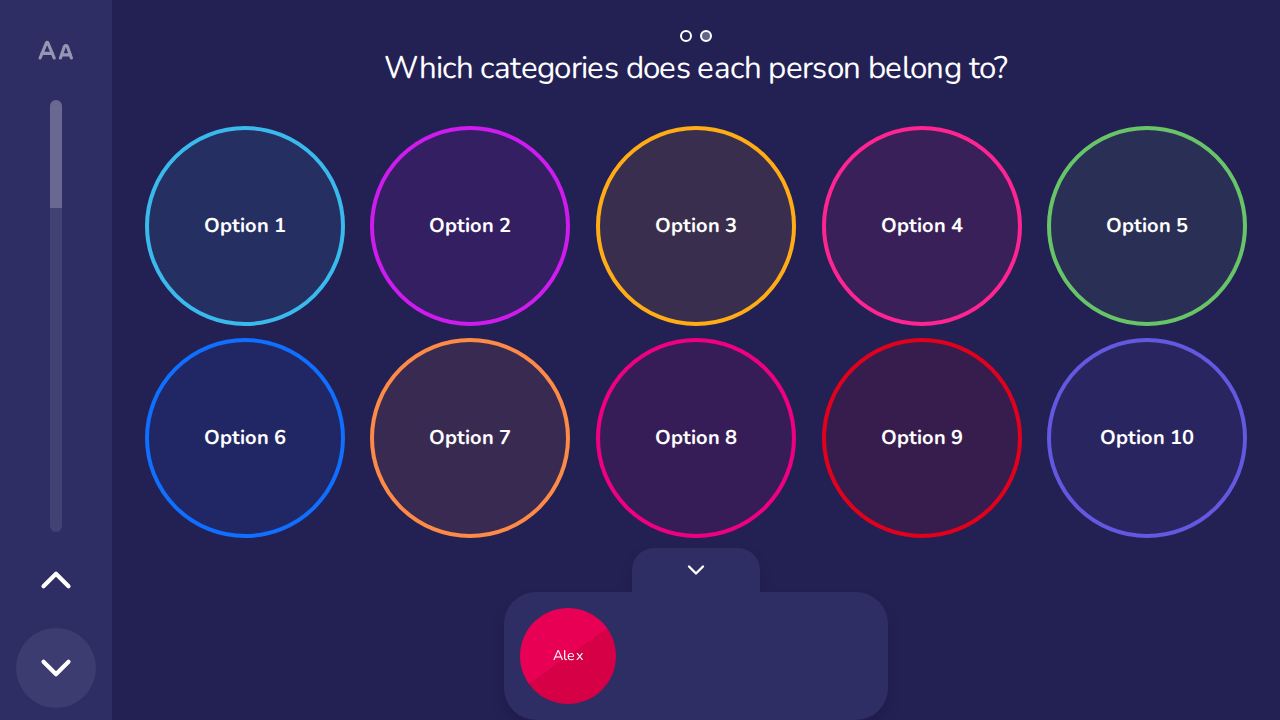 AA
Which categories does each person belong to?
Option 1
Option 2
Option 3
Option 4
Option 5
Option 6
Option 7
Option 8
Option 9
Option 10
Alex